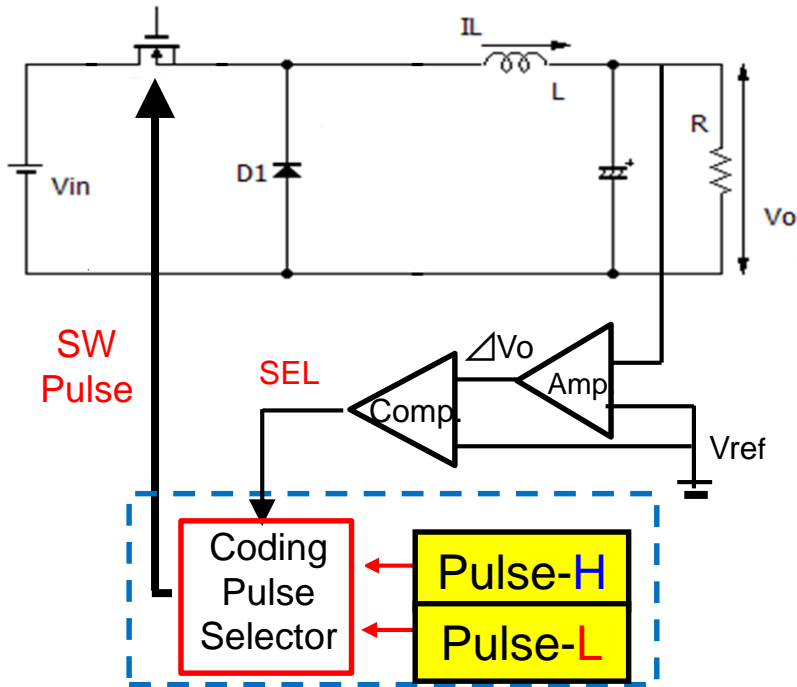 IL
L
R
Vin
D1
+
Vo
SW
Pulse
SEL
⊿Vo
Amp
Comp.
Vref
Coding
Pulse
Selector
Pulse-H
Pulse-L